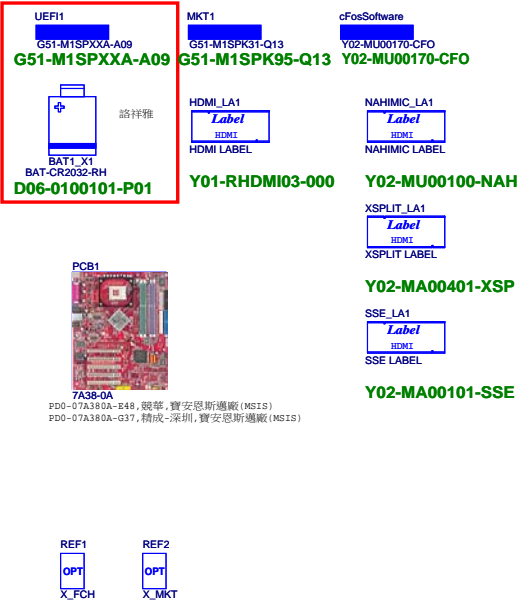 UEFI1
G51-M1SPXXA-A09
G51-M1SPXXA-A09
MKT1
G51-M1SPK31-Q13
G51-M1SPK95-Q13
cFosSoftware
Y02-MU00170-CFO
Y02-MU00170-CFO
詻祥雅
BAT1_X1
BAT-CR2032-RH
D06-0100101-P01
HDMI_LA1
Label
HDMI
HDMI LABEL
Y01-RHDMI03-000
NAHIMIC_LA1
Label
HDMI
NAHIMIC LABEL
Y02-MU00100-NAH
XSPLIT_LA1
Label
HDMI
XSPLIT LABEL
Y02-MA00401-XSP
SSE_LA1
Label
HDMI
SSE LABEL
Y02-MA00101-SSE
PCB1
7A38-0A
PD0-07A380A-E48,競華,寶安恩斯邁廠(MSIS)
PD0-07A380A-G37,精成-深圳,寶安恩斯邁廠(MSIS)
REF1
OPT
X_FCH
REF2
OPT
X_MKT